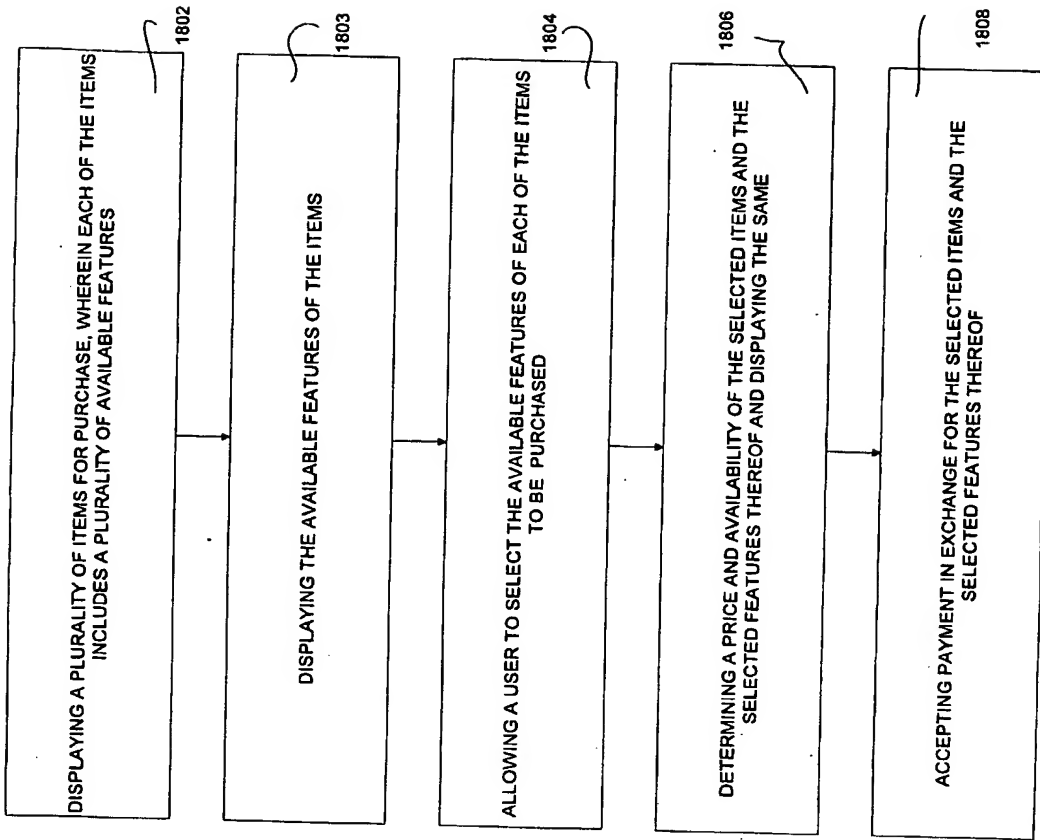 DISPLAYING A PLURALITY OF ITEMS FOR PURCHASE, WHEREIN EACH OF THE ITEMS
INCLUDES A PLURALITY OF AVAILABLE FEATURES
1802
DISPLAYING THE AVAILABLE FEATURES OF THE ITEMS
1803
ALLOWING A USER TO SELECT THE AVAILABLE FEATURES OF EACH OF THE ITEMS
TO BE PURCHASED
1804
DETERMINING A PRICE AND AVAILABILITY OF THE SELECTED ITEMS AND THE
SELECTED FEATURES THEREOF AND DISPLAYING THE SAME
1806
ACCEPTING PAYMENT IN EXCHANGE FOR THE SELECTED ITEMS AND THE
SELECTED FEATURES THEREOF
1808